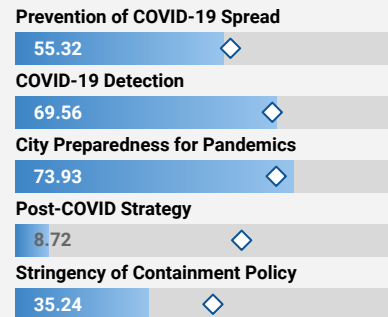 Prevention of COVID-19 Spread
55.32
COVID-19 Detection
69.56
City Preparedness for Pandemics
73.93
Post-COVID Strategy
8.72
Stringency of Containment Policy
35.24